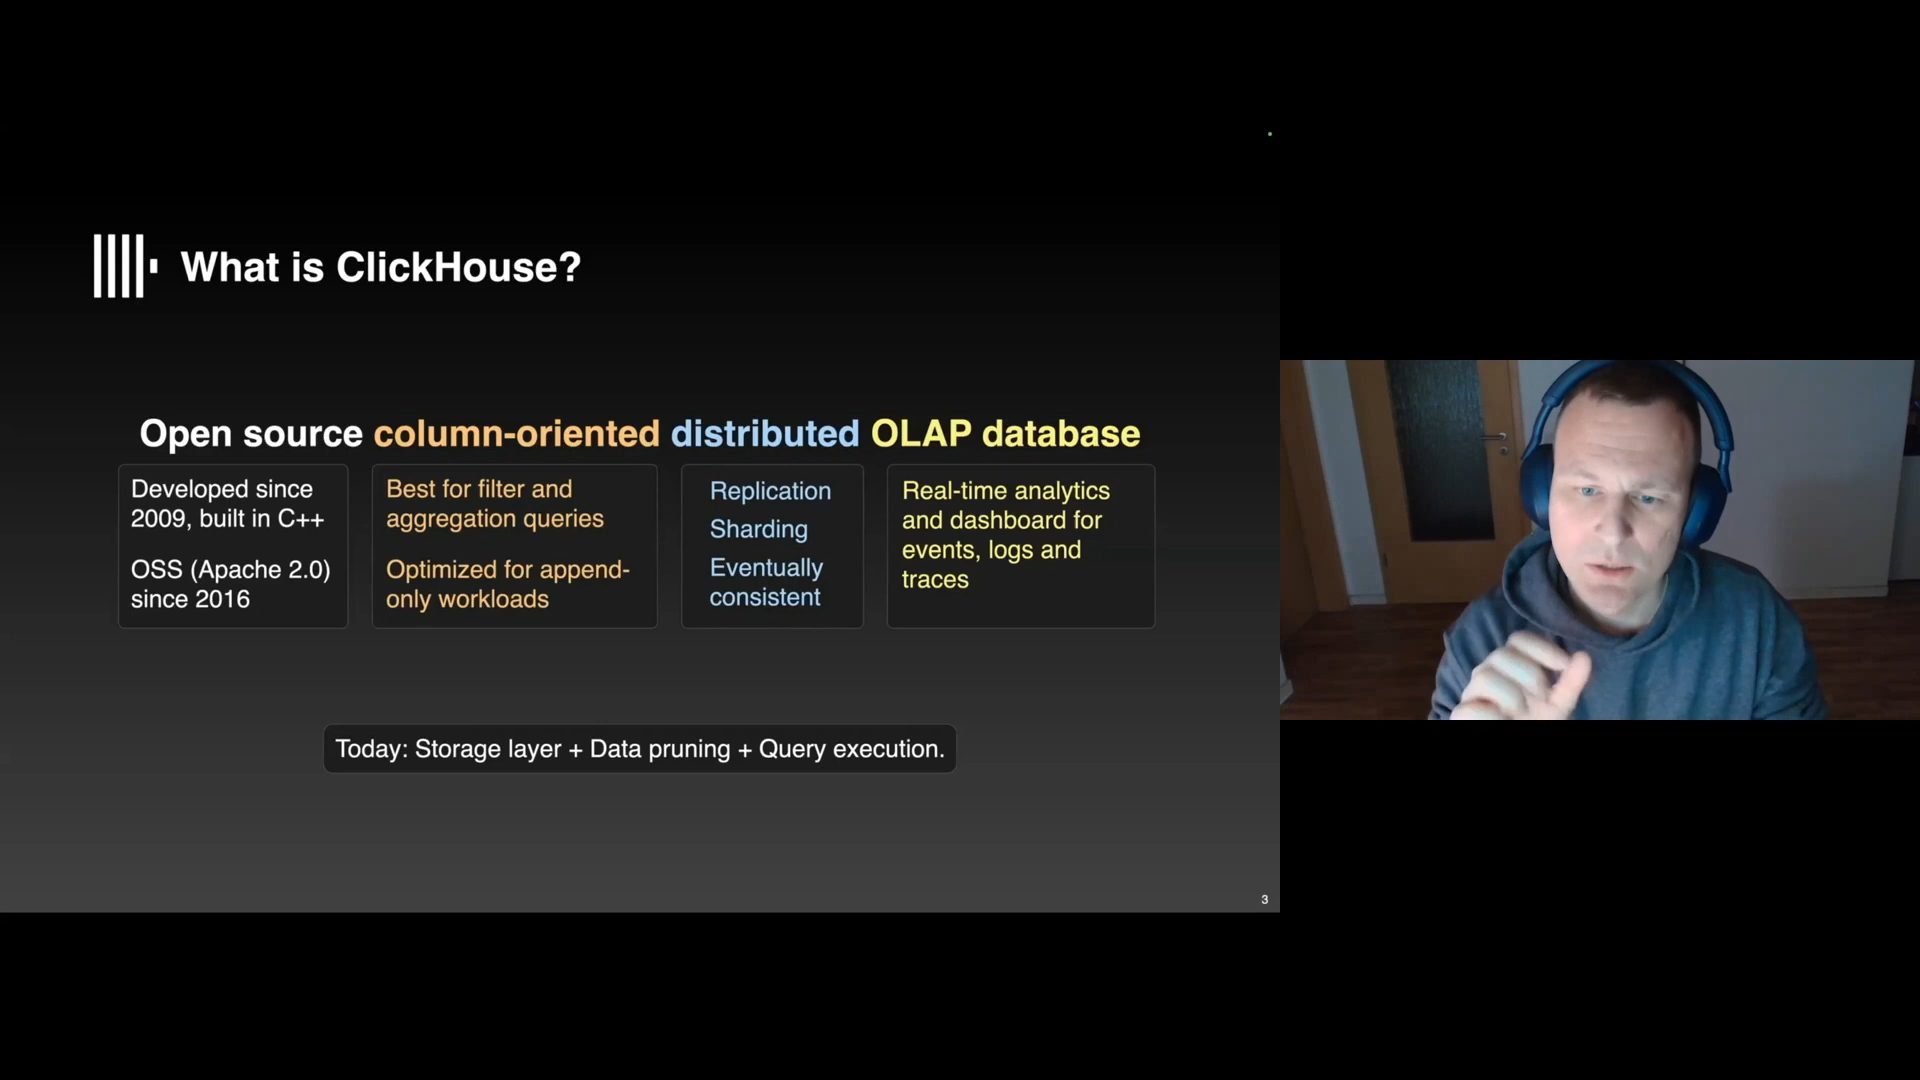 What is ClickHouse?
Open source column-oriented distributed OLAP database
Developed since
2009, built in C++
OSS (Apache 2.0)
since 2016
Best for filter and
aggregation queries
Optimized for append-
only workloads
Replication
Sharding
Eventually
consistent
Real-time analytics
and dashboard for
events, logs and
traces
Today: Storage layer + Data pruning + Query execution.
3